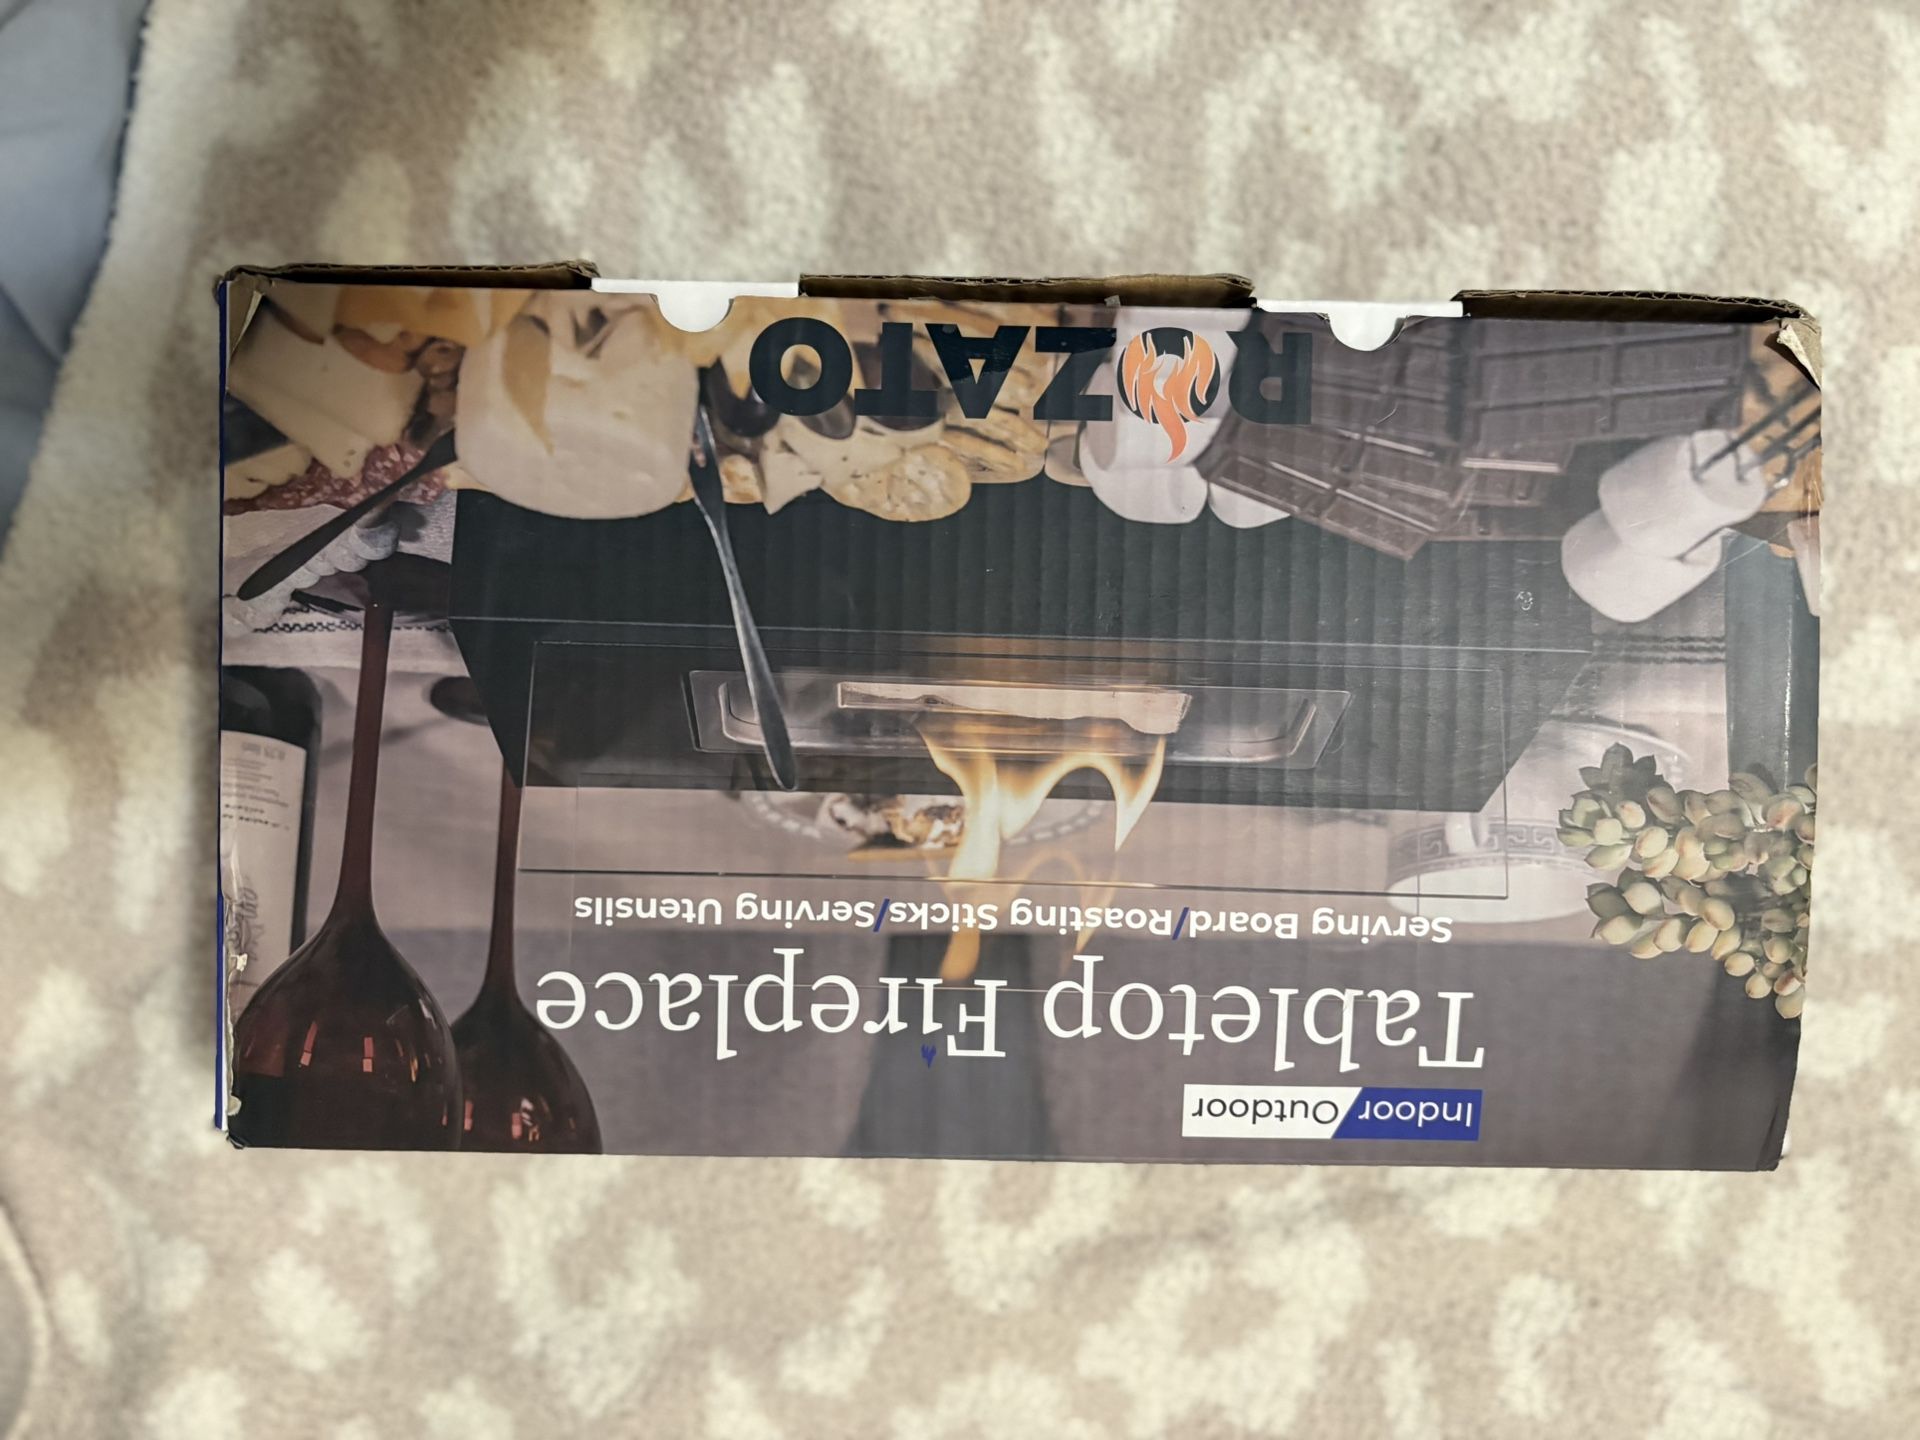 Indoor/Outdoor
Tabletop Fireplace
Serving Board/Roasting Sticks/Serving Utensils
ROZATO